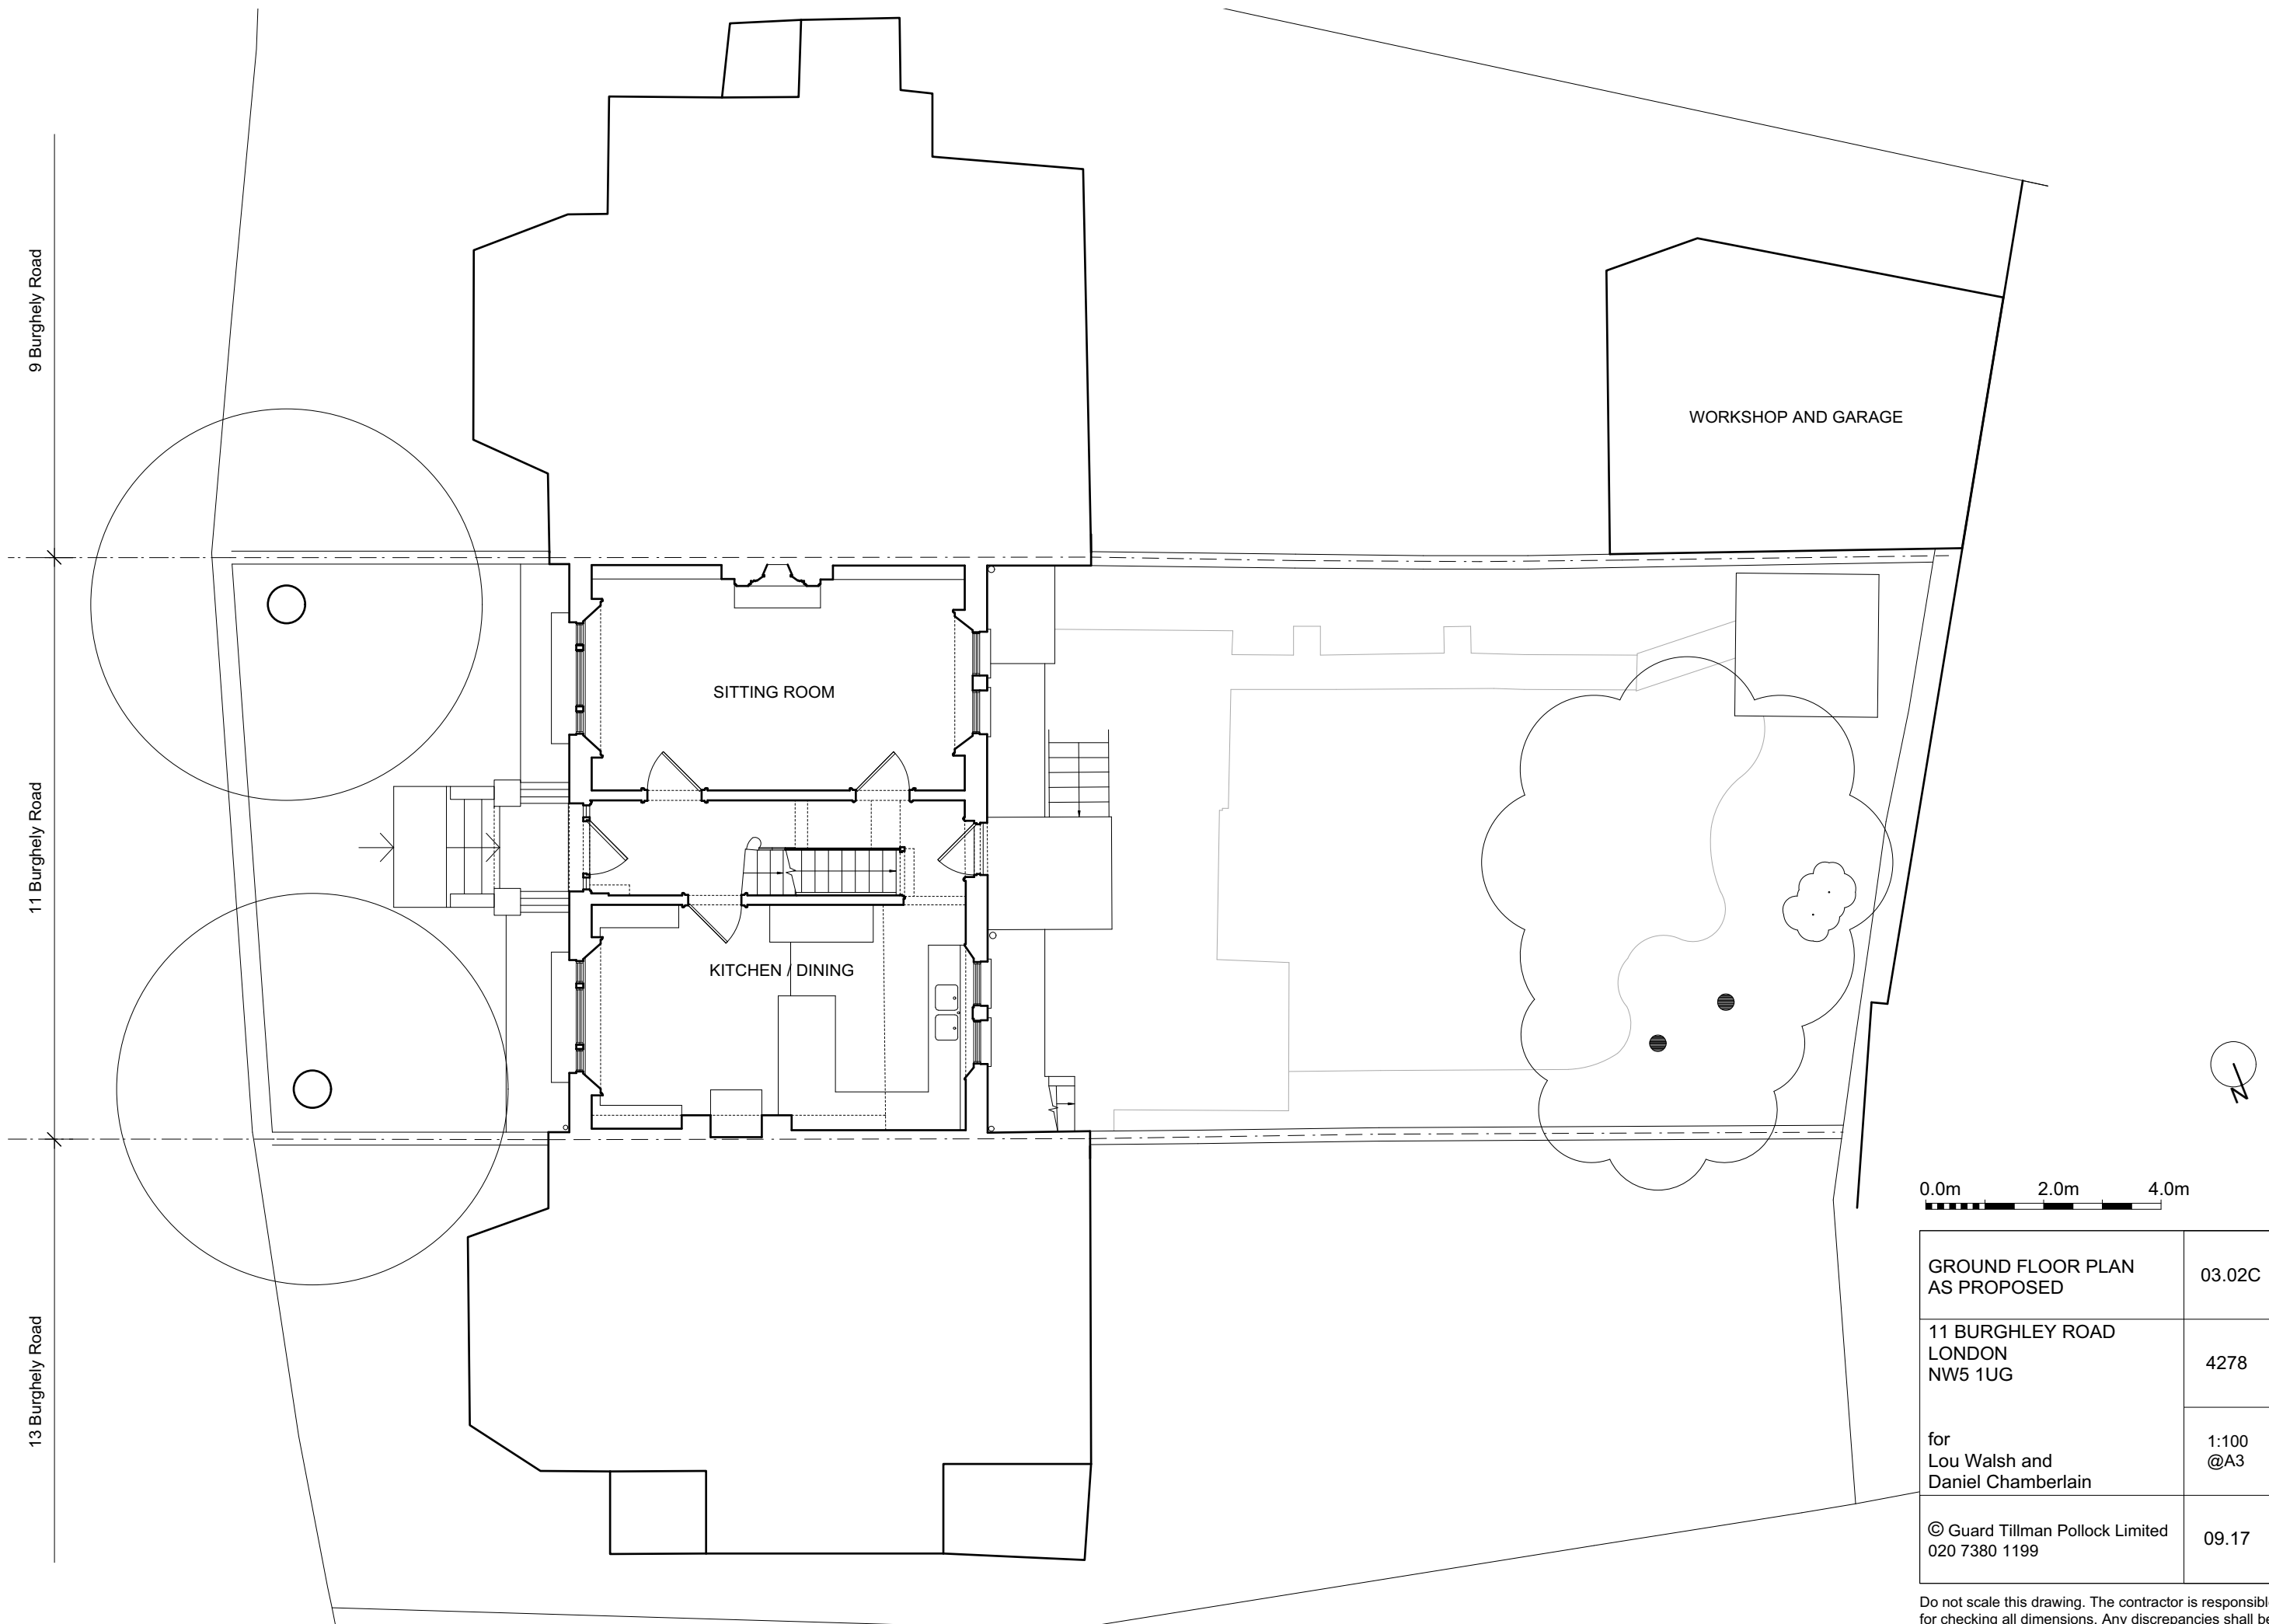 9 Burghely Road
11 Burghely Road
13 Burghely Road
WORKSHOP AND GARAGE
SITTING ROOM
KITCHEN / DINING
N
0.0m 2.0m 4.0m
GROUND FLOOR PLAN
AS PROPOSED
03.02C
11 BURGHLEY ROAD
LONDON
NW5 1UG
4278
for
Lou Walsh and
Daniel Chamberlain
1:100
@A3
© Guard Tillman Pollock Limited
020 7380 1199
09.17
Do not scale this drawing. The contractor is responsible
for checking all dimensions. Any discrepancies shall be